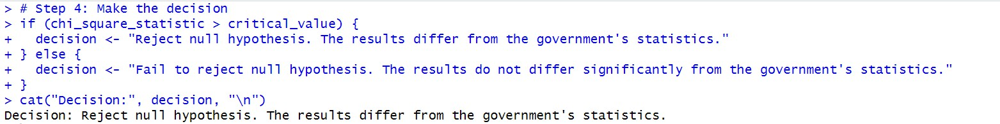 > # Step 4: Make the decision
> if (chi_square_statistic > critical_value) {
+   decision <- "Reject null hypothesis. The results differ from the government's statistics."
+ } else {
+   decision <- "Fail to reject null hypothesis. The results do not differ significantly from the government's statistics."
+ }
> cat("Decision:", decision, "\n")
Decision: Reject null hypothesis. The results differ from the government's statistics.